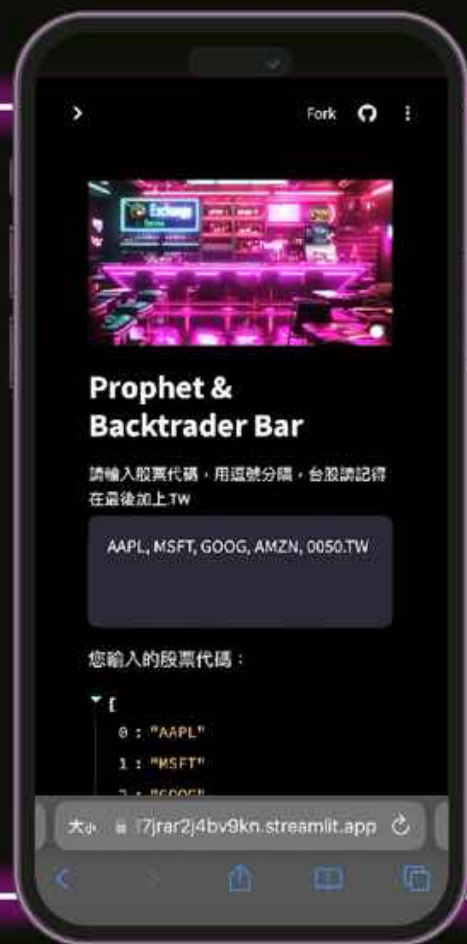 Fork
Exchange
Prophet &
Backtrader Bar
請輸入股票代碼,用逗號分隔,台股請記得
在最後加上.TW
AAPL, MSFT, GOOG, AMZN, 0050.TW
您輸入的股票代碼:
[
0 : "AAPL"
1 : "MSFT"
2 : "GOOG"
大小 7jrar2j4bv9kn.streamlit.app